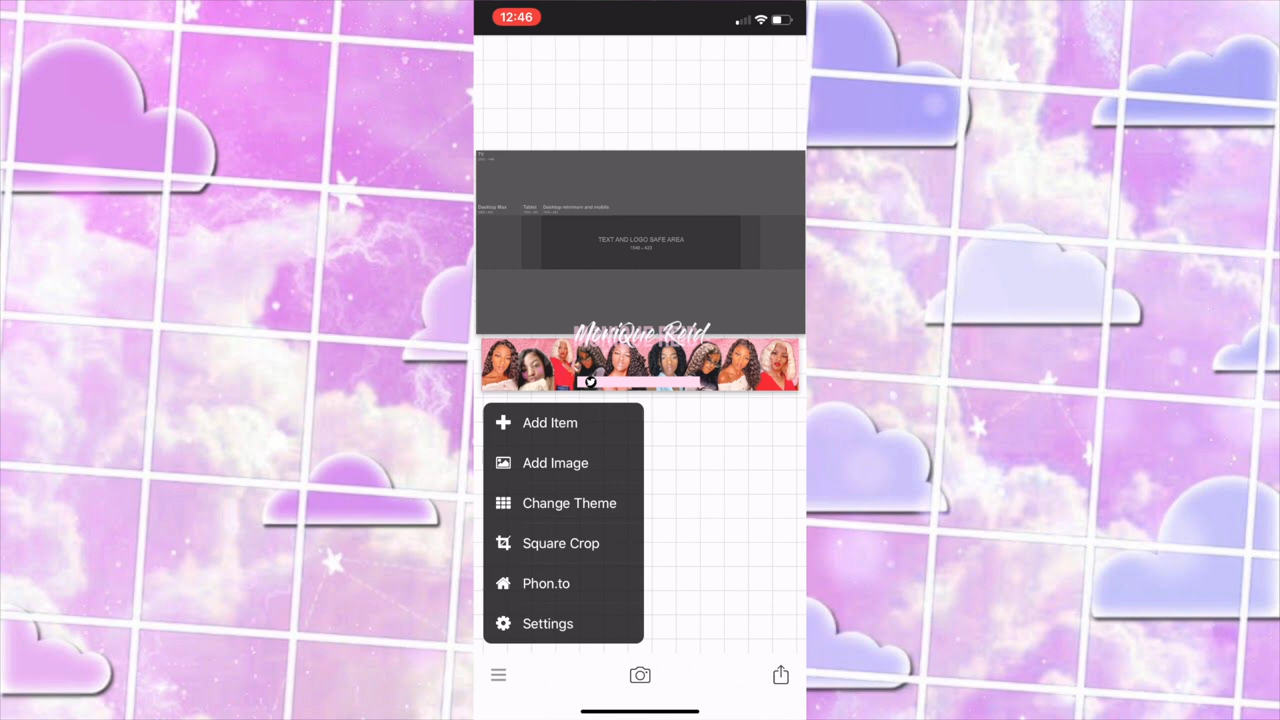 12:46
TV
Desktop Max
Tablet
Desktop minimum and mobile
TEXT AND LOGO SAFE AREA
Monique Reid
Add Item
Add Image
Change Theme
Square Crop
Phon.to
Settings